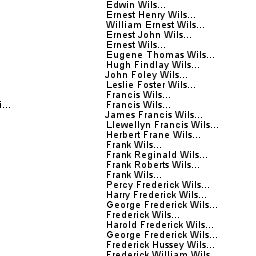 Edwin Wils...
Ernest Henry Wils...
William Ernest Wils...
Ernest John Wils...
Ernest Wils...
Eugene Thomas Wils...
Hugh Findlay Wils...
John Foley Wils...
Leslie Foster Wils...
Francis Wils...
i... Francis Wils...
James Francis Wils...
Llewellyn Francis Wils...
Herbert Frane Wils...
Frank Wils...
Frank Reginald Wils...
Frank Roberts Wils...
Frank Wils...
Percy Frederick Wils...
Harry Frederick Wils...
George Frederick Wils...
Frederick Wils...
Harold Frederick Wils...
George Frederick Wils...
Frederick Hussey Wils...
Frederick William Wils...